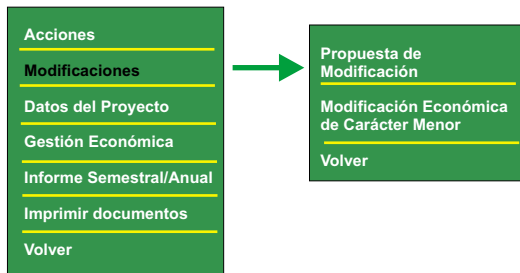 Acciones
Modificaciones
Datos del Proyecto
Gestión Económica
Informe Semestral/Anual
Imprimir documentos
Volver
Propuesta de
Modificación
Modificación Económica
de Carácter Menor
Volver